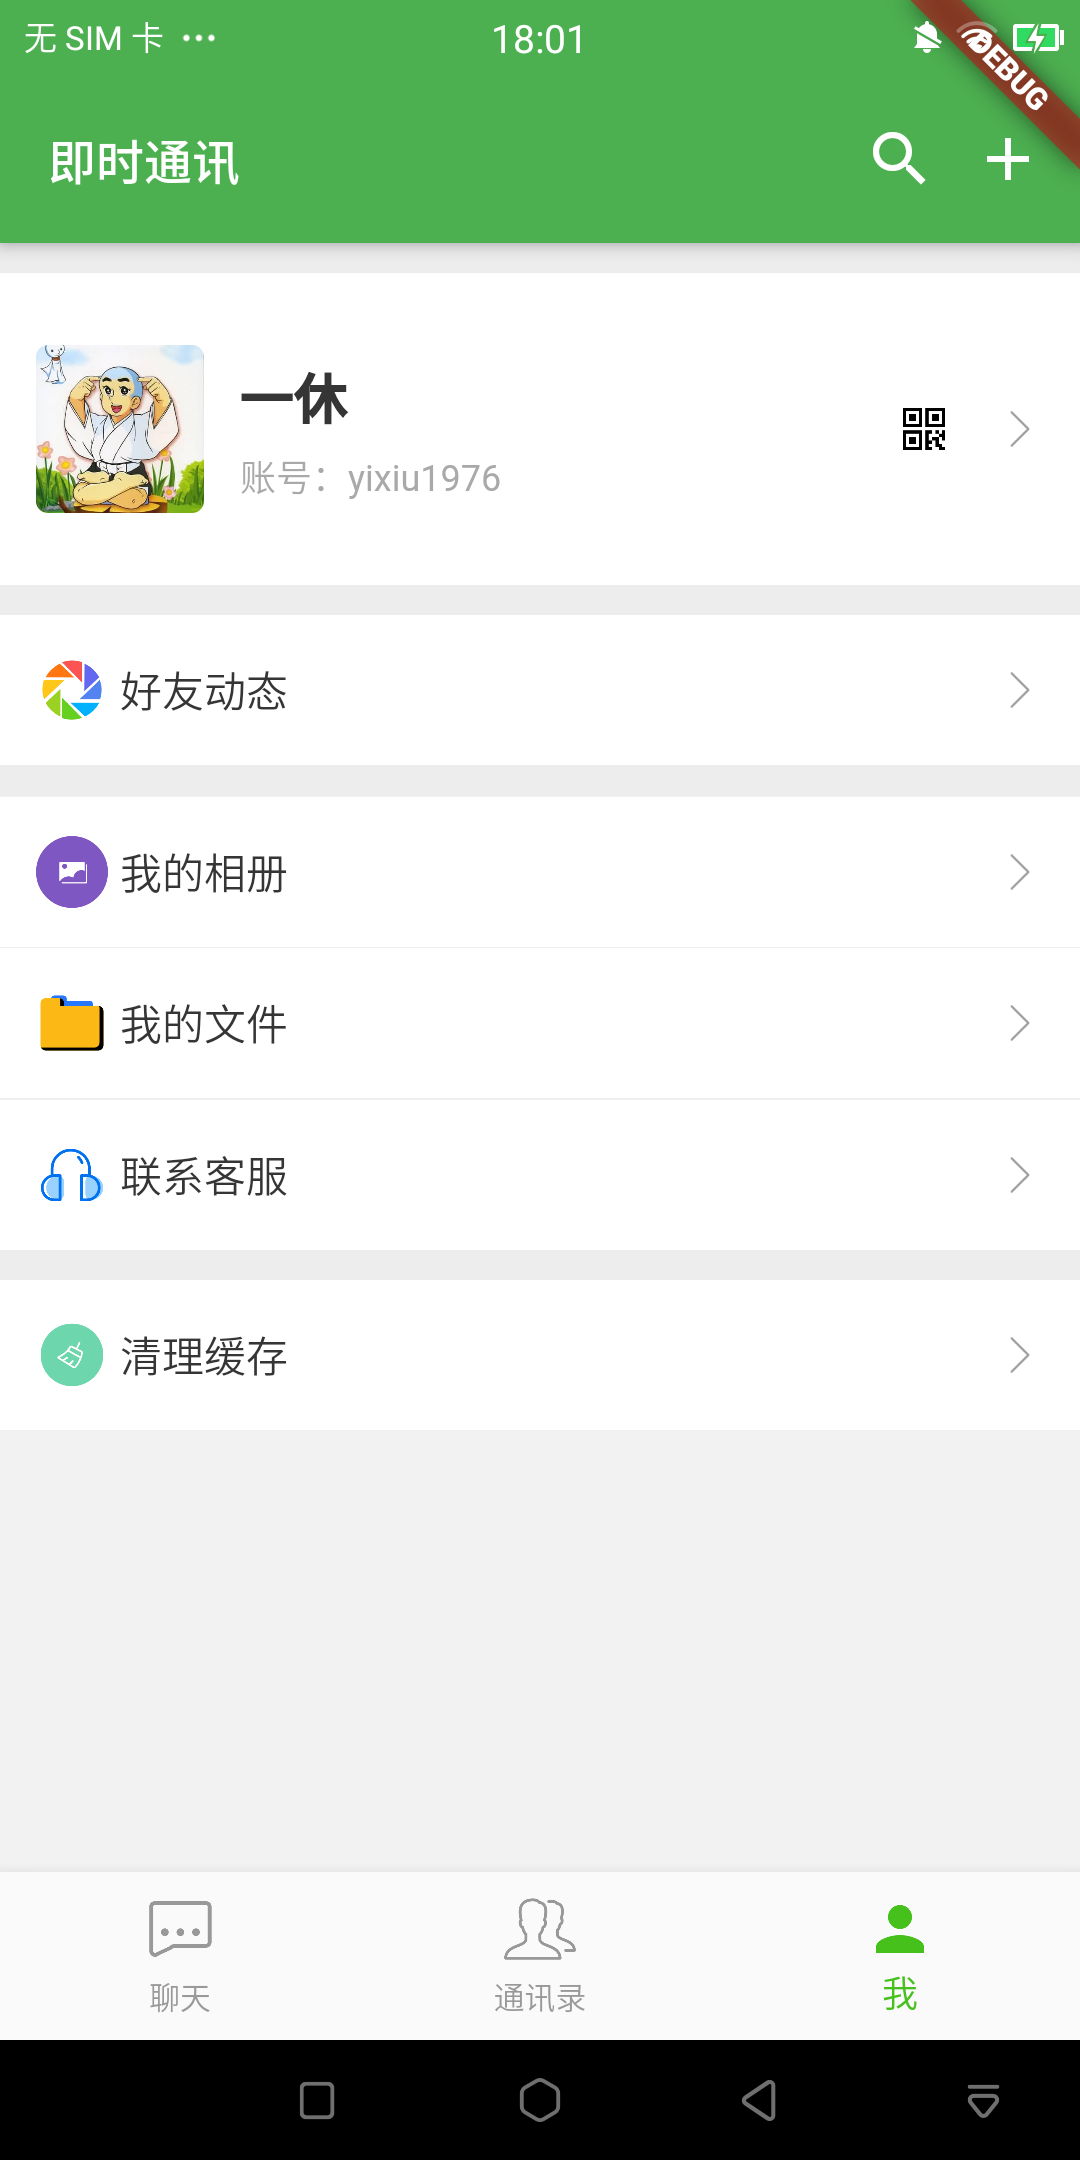 无 SIM 卡 ··· 18:01
DEBUG
即时通讯
一休
账号：yixiu1976
好友动态
我的相册
我的文件
联系客服
清理缓存
聊天 通讯录 我